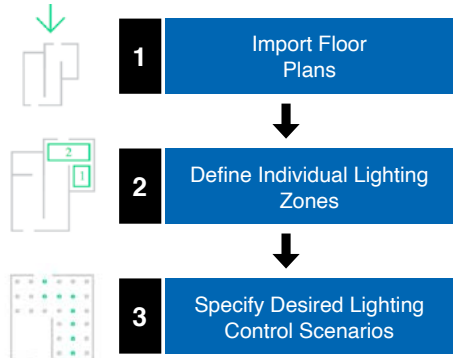 1
Import Floor
Plans
2
1
2
Define Individual Lighting
Zones
3
Specify Desired Lighting
Control Scenarios